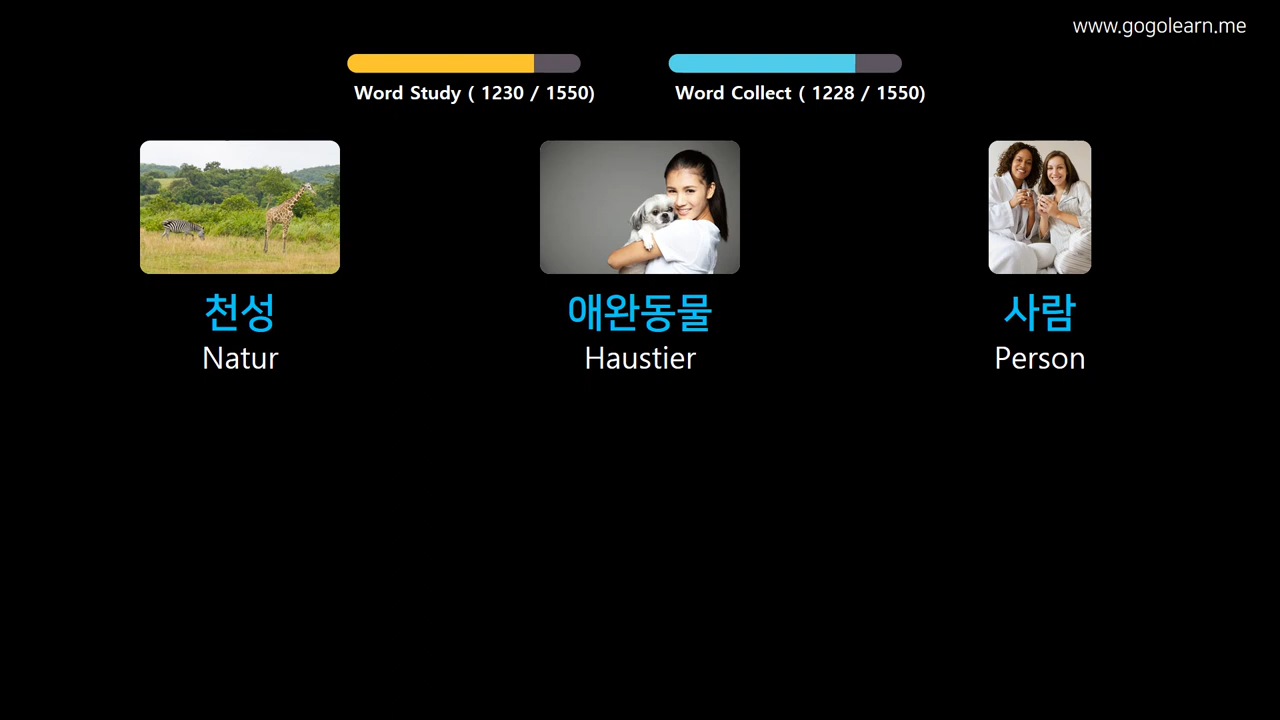 www.gogolearn.me
Word Study ( 1230 / 1550)
Word Collect ( 1228 / 1550)
천성
Natur
애완동물
Haustier
사람
Person